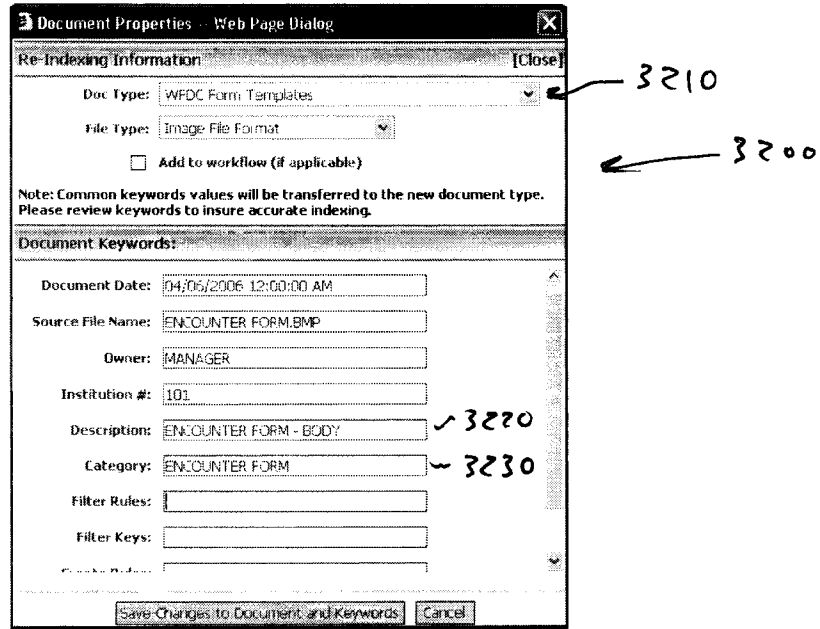 Document Properties -- Web Page Dialog
Re-Indexing Information [Close]
3210
Doc Type: WFDC Form Templates
File Type: Image File Format
Add to workflow (if applicable)
3200
Note: Common keywords values will be transferred to the new document type.
Please review keywords to insure accurate indexing.
Document Keywords:
Document Date: 04/06/2006 12:00:00 AM
Source File Name: ENCOUNTER FORM.BMP
Owner: MANAGER
Institution #: 101
Description: ENCOUNTER FORM - BODY 3220
Category: ENCOUNTER FORM 3230
Filter Rules:
Filter Keys:
Save Changes to Document and Keywords Cancel